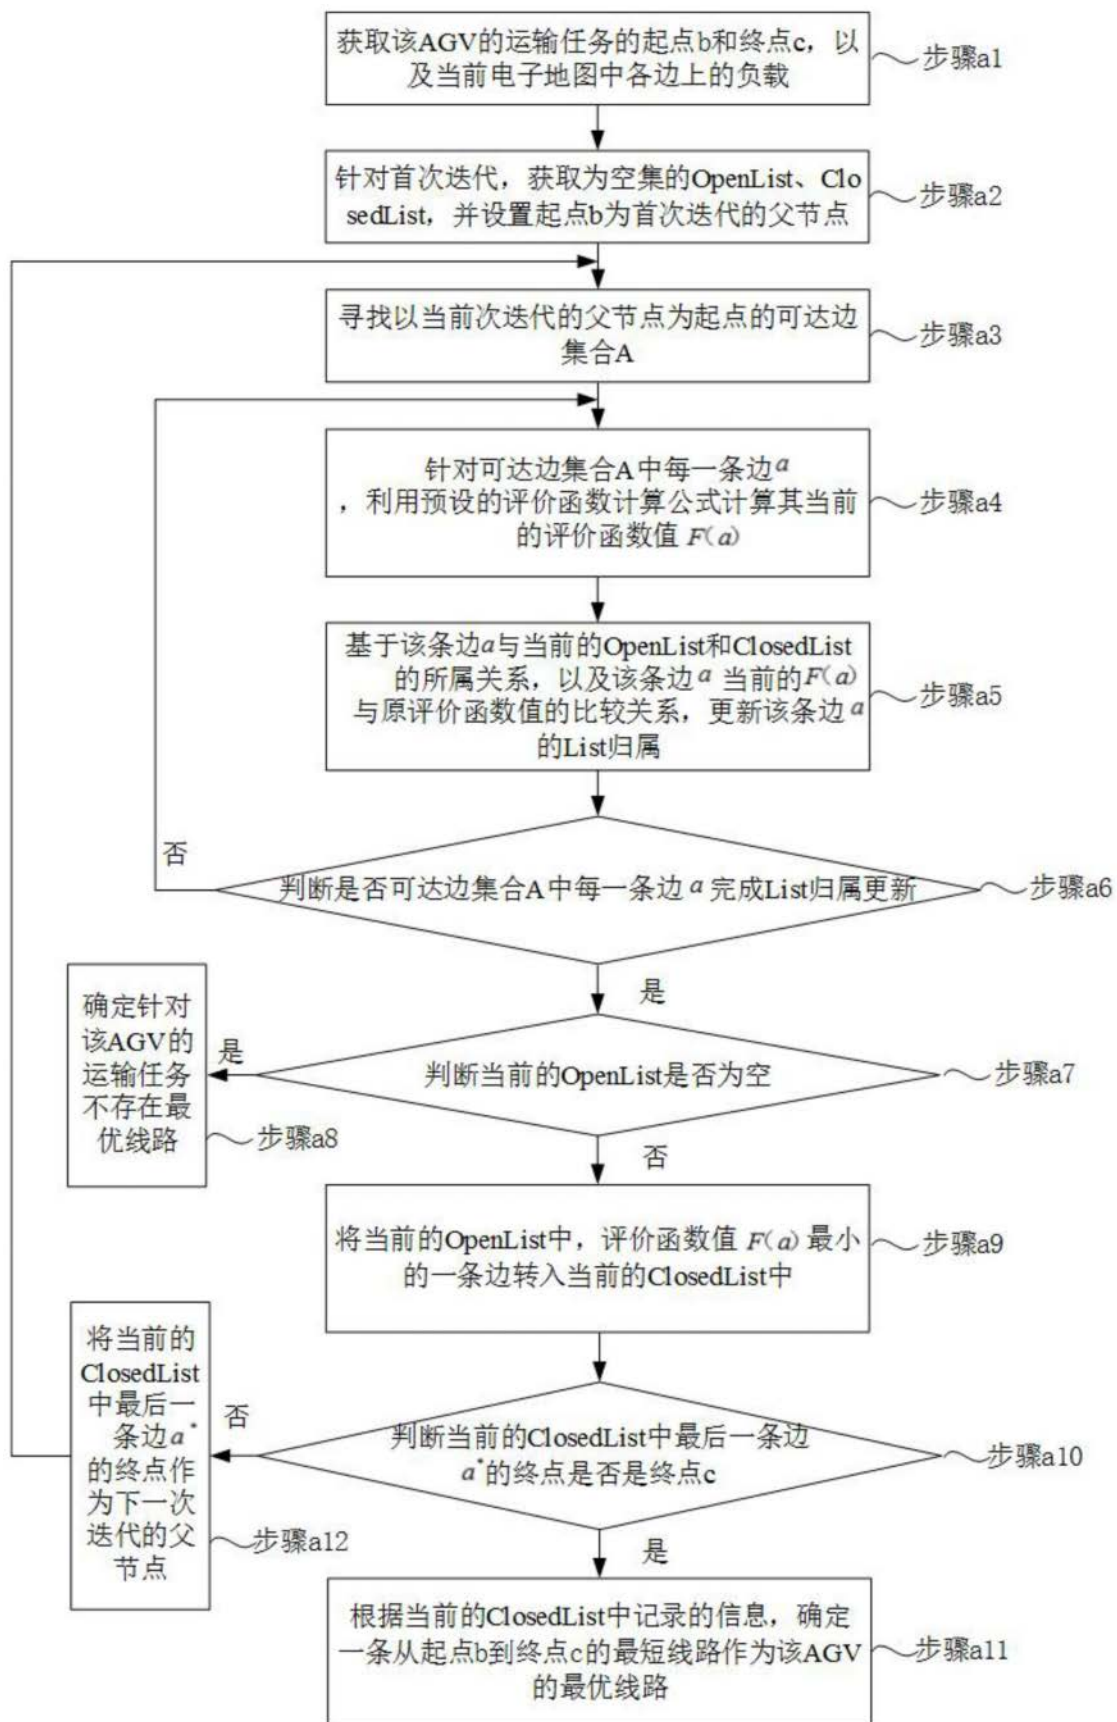 获取该AGV的运输任务的起点b和终点c，以
及当前电子地图中各边上的负载
步骤a1
针对首次迭代，获取为空集的OpenList、Clo
sedList，并设置起点b为首次迭代的父节点
步骤a2
寻找以当前次迭代的父节点为起点的可达边
集合A
步骤a3
针对可达边集合A中每一条边a
，利用预设的评价函数计算公式计算其当前
的评价函数值 F(a)
步骤a4
基于该条边a与当前的OpenList和ClosedList
的所属关系，以及该条边a 当前的F(a)
与原评价函数值的比较关系，更新该条边a
的List归属
步骤a5
否
判断是否可达边集合A中每一条边a 完成List归属更新
步骤a6
是
确定针对
该AGV的
运输任务
不存在最
优线路
是
判断当前的OpenList是否为空
步骤a7
步骤a8
否
将当前的OpenList中，评价函数值 F(a) 最小
的一条边转入当前的ClosedList中
步骤a9
将当前的
ClosedList
中最后一
条边a*
的终点作
为下一次
迭代的父
节点
否
判断当前的ClosedList中最后一条边
a*的终点是否是终点c
步骤a10
步骤a12
是
根据当前的ClosedList中记录的信息，确定
一条从起点b到终点c的最短线路作为该AGV
的最优线路
步骤a11